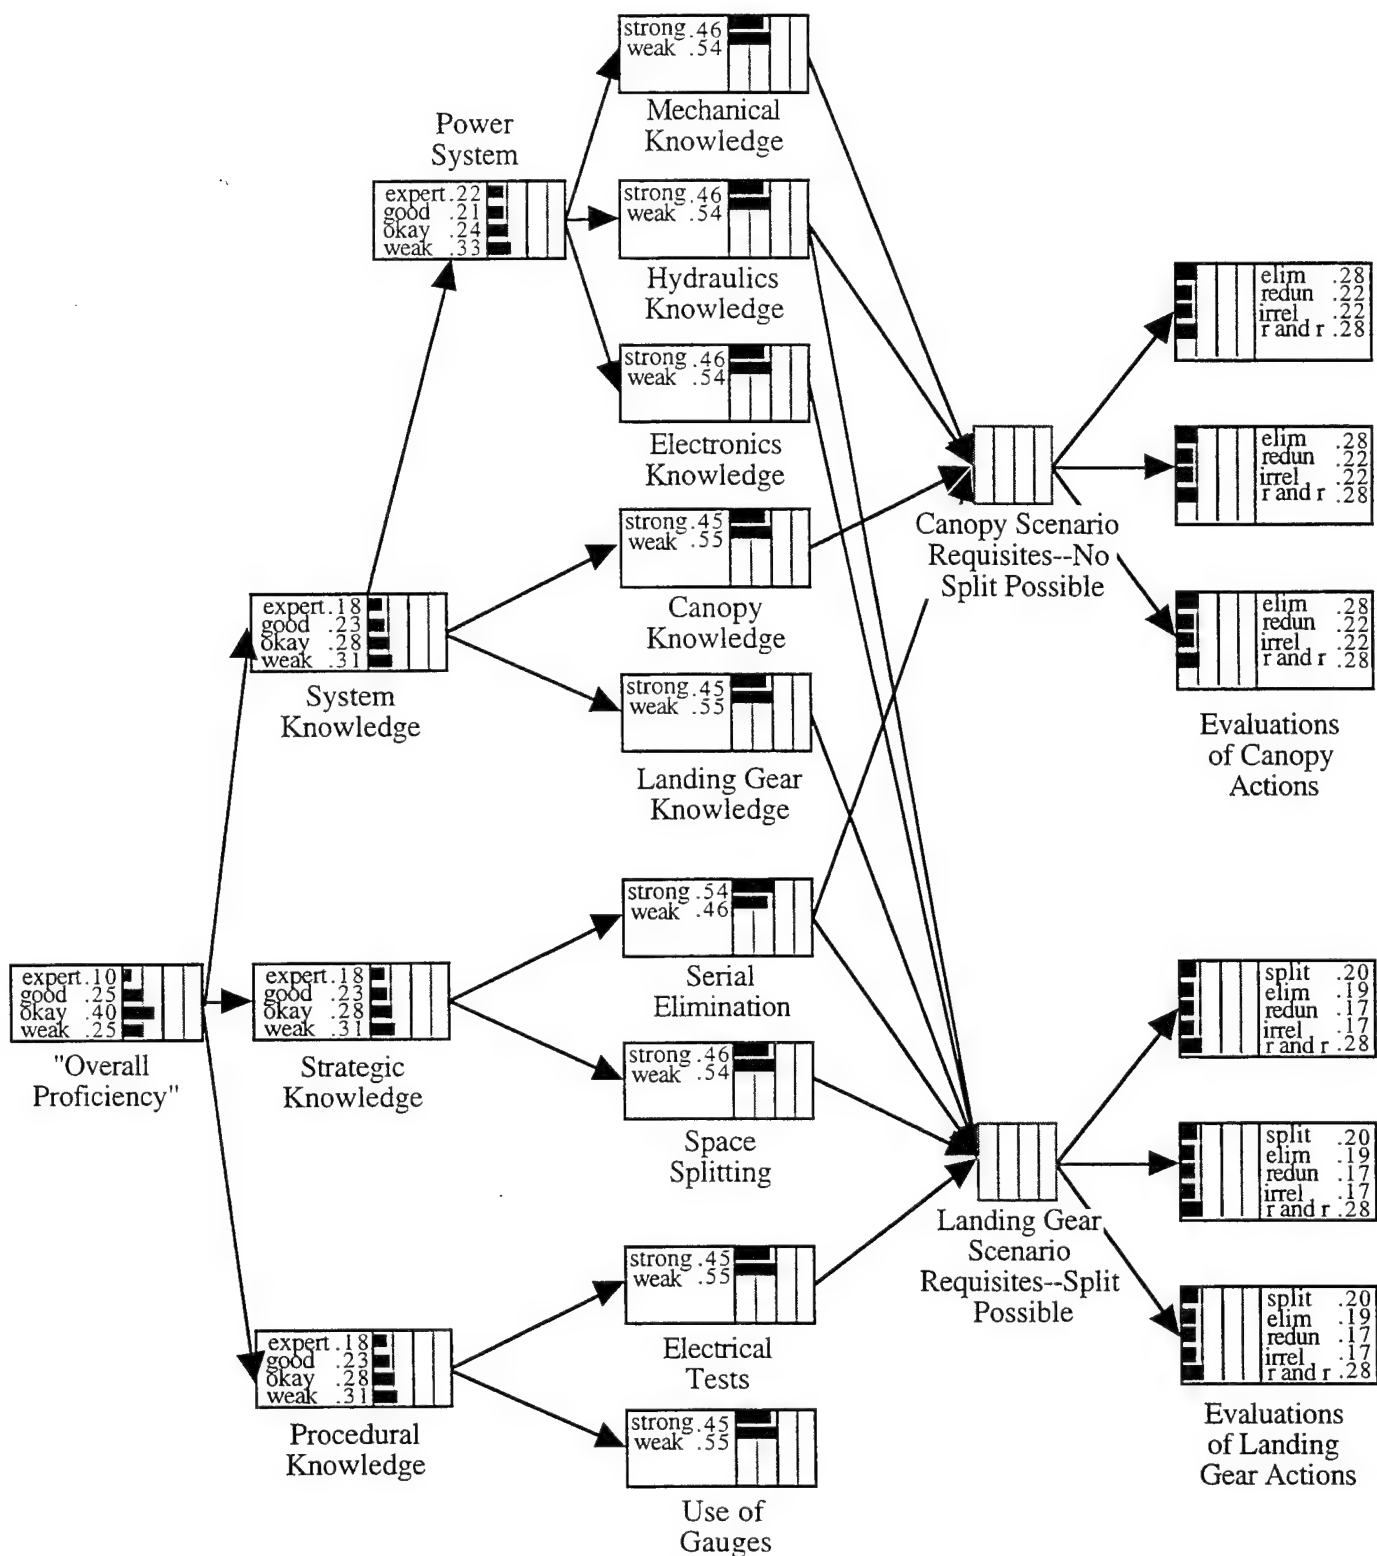 strong .46
weak .54
Mechanical
Knowledge
Power
System
expert .22
good .21
okay .24
weak .33
strong .46
weak .54
Hydraulics
Knowledge
strong .46
weak .54
Electronics
Knowledge
strong .45
weak .55
Canopy
Knowledge
expert .18
good .23
okay .28
weak .31
System
Knowledge
strong .45
weak .55
Landing Gear
Knowledge
elim .28
redun .22
irrel .22
r and r .28
elim .28
redun .22
irrel .22
r and r .28
Canopy Scenario
Requisites--No
Split Possible
elim .28
redun .22
irrel .22
r and r .28
Evaluations
of Canopy
Actions
expert .10
good .25
okay .40
weak .25
"Overall
Proficiency"
expert .18
good .23
okay .28
weak .31
Strategic
Knowledge
strong .54
weak .46
Serial
Elimination
strong .46
weak .54
Space
Splitting
split .20
elim .19
redun .17
irrel .17
r and r .28
split .20
elim .19
redun .17
irrel .17
r and r .28
Landing Gear
Scenario
Requisites--Split
Possible
split .20
elim .19
redun .17
irrel .17
r and r .28
Evaluations
of Landing
Gear Actions
expert .18
good .23
okay .28
weak .31
Procedural
Knowledge
strong .45
weak .55
Electrical
Tests
strong .45
weak .55
Use of
Gauges